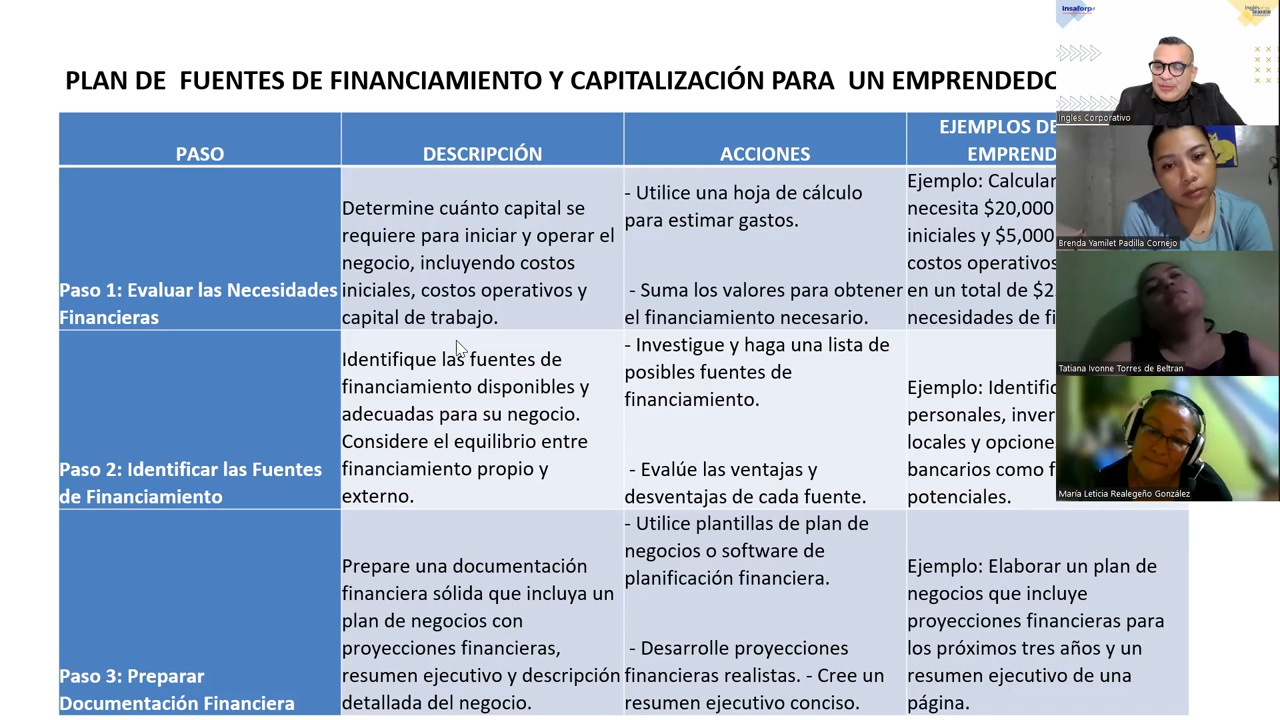 PLAN DE  FUENTES DE FINANCIAMIENTO Y CAPITALIZACIÓN PARA  UN
PASO
DESCRIPCIÓN
ACCIONES
EJEMPLOS DE
Paso 1: Evaluar las Necesidades
Financieras
Determine cuánto capital se
requiere para iniciar y operar el
negocio, incluyendo costos
iniciales, costos operativos y
capital de trabajo.
- Utilice una hoja de cálculo
para estimar gastos.
- Suma los valores para obtener
el financiamiento necesario.
Ejemplo: Calcular
necesita $20,000
iniciales y $5,000
costos operativos
en un total de
necesidades de
Paso 2: Identificar las Fuentes
de Financiamiento
Identifique las fuentes de
financiamiento disponibles y
adecuadas para su negocio.
Considere el equilibrio entre
financiamiento propio y
externo.
- Investigue y haga una lista de
posibles fuentes de
financiamiento.
- Evalúe las ventajas y
desventajas de cada fuente.
Ejemplo:
personales,
locales y
bancarios como
potenciales.
Paso 3: Preparar
Documentación Financiera
Prepare una documentación
financiera sólida que incluya un
plan de negocios con
proyecciones financieras,
resumen ejecutivo y descripción
detallada del negocio.
- Utilice plantillas de plan de
negocios o software de
planificación financiera.
- Desarrolle proyecciones
financieras realistas. - Cree un
resumen ejecutivo conciso.
Ejemplo: Elaborar un plan de
negocios que incluye
proyecciones financieras para
los próximos tres años y un
resumen ejecutivo de una
página.
Insaforp
Ingles Corporativo
Brenda Yamilet Padilla Cornejo
Tatiana Ivonne Torres de Beltran
María Leticia Realegeño González